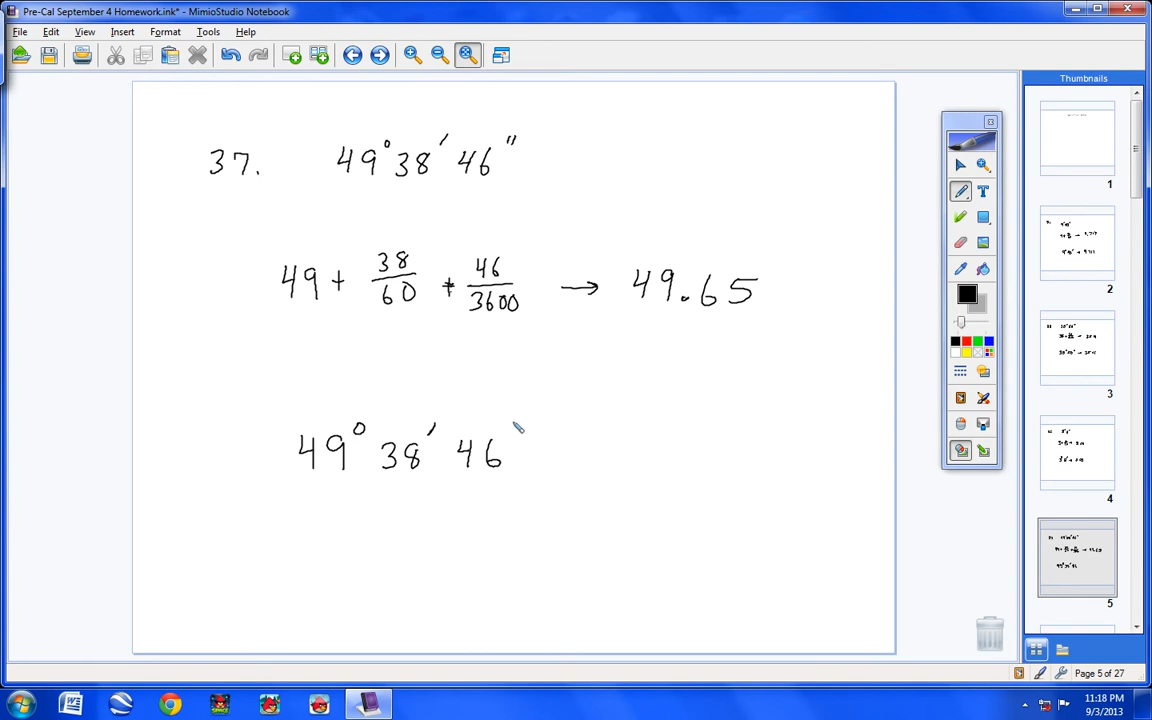 Pre-Cal September 4 Homework.ink* - MimioStudio Notebook
File Edit View Insert Format Tools Help
Thumbnails
37. 49°38'46"
49 + 38/60 + 46/3600 → 49.65
49° 38' 46
1
2
3
4
5
Page 5 of 27
11:18 PM
9/3/2013